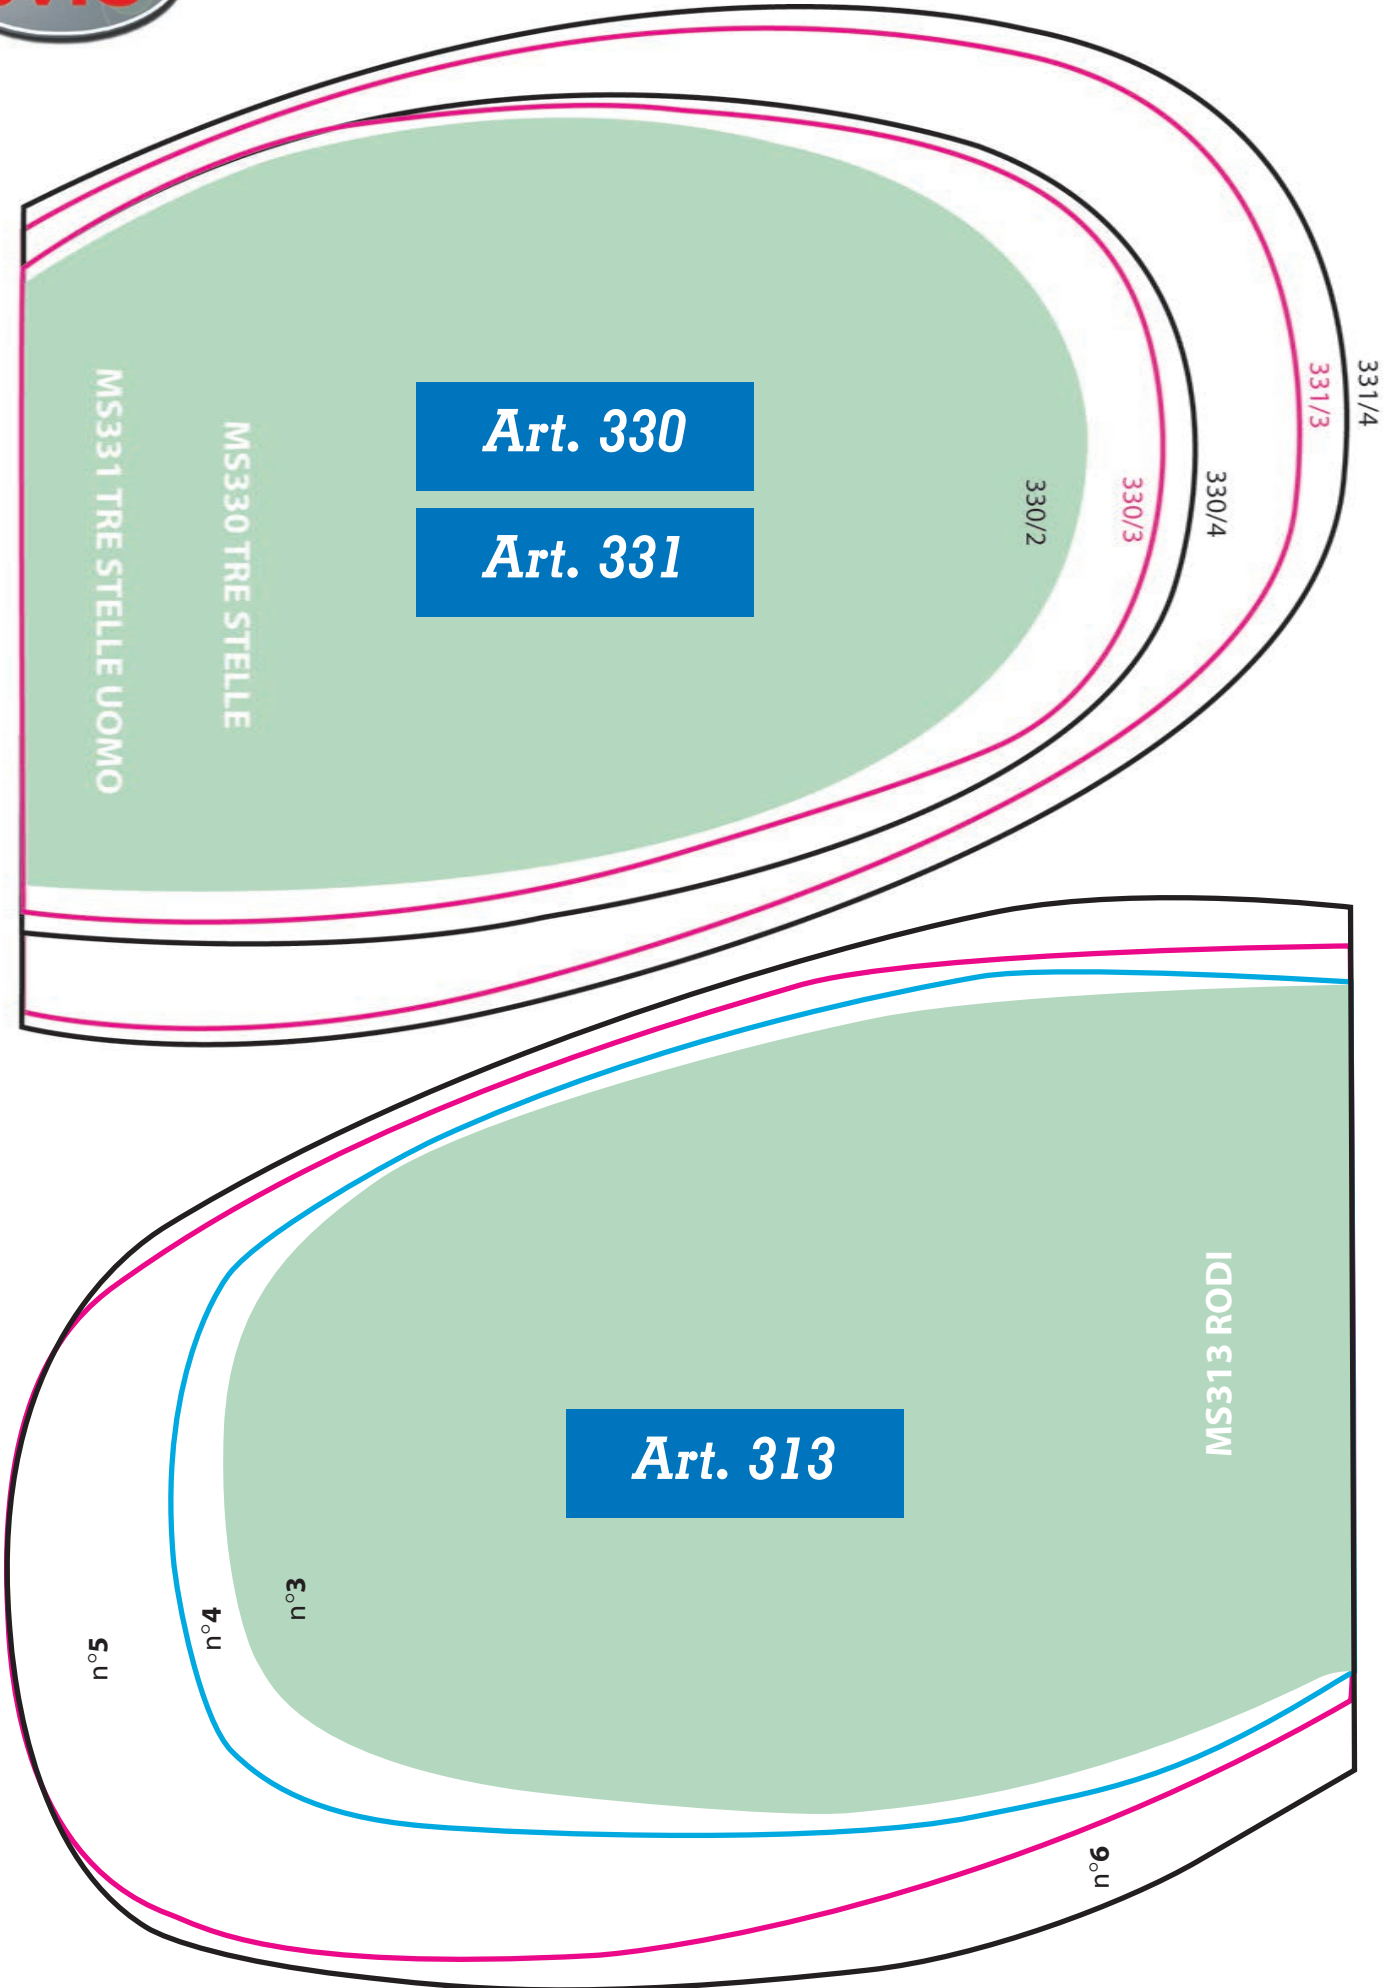 331/4
331/3
330/4
330/3
330/2
Art. 330
Art. 331
MS330 TRE STELLE
MS331 TRE STELLE UOMO
MS313 RODI
Art. 313
n°3
n°4
n°5
n°6